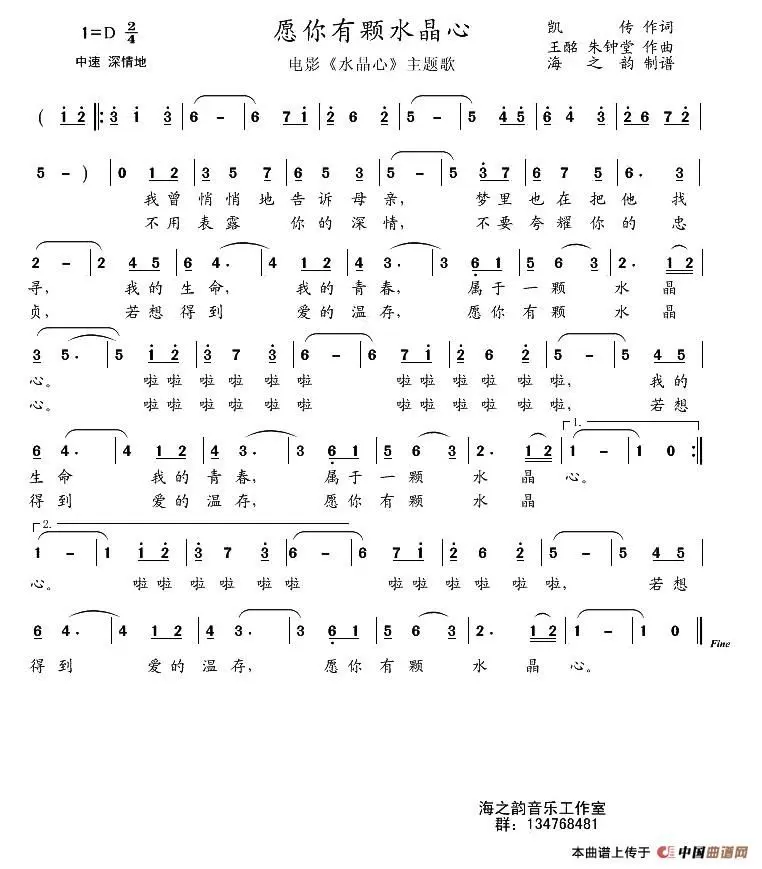 1=D 2/4 愿你有颗水晶心 凯 传 作词
王酩 朱钟堂 作曲
中速 深情地 电影《水晶心》主题歌 海之韵 制谱
( 1 2 ‖: 3 1 3 | 6 - | 6 7 1 | 2 6 2 | 5 - | 5 4 5 | 6 4 3 | 2 6 7 2 |
5 - ) | 0 1 2 | 3 5 7 | 6 5 3 | 5 - | 5 3 7 | 6 7 5 | 6 . 3 |
我曾 悄悄地 告诉母亲, 梦里也在把他 找
不用 表露 你的深情, 不要夸耀你的 忠
2 - | 2 4 5 | 6 4 . | 4 1 2 | 4 3 . | 3 6 1 | 5 6 3 | 2 . 1 2 |
寻, 我的生命, 我的青春, 属于一颗 水晶
贞, 若想得到 爱的温存, 愿你有颗 水晶
3 5 . | 5 1 2 | 3 7 3 | 6 - | 6 7 1 | 2 6 2 | 5 - | 5 4 5 |
心。 啦啦啦啦啦啦 啦啦啦啦啦啦, 我的
心。 啦啦啦啦啦啦 啦啦啦啦啦啦, 若想
6 4 . | 4 1 2 | 4 3 . | 3 6 1 | 5 6 3 | 2 . 1 2 | 1. 1 - | 1 0 :‖
生命 我的青春, 属于一颗 水晶 心。
得到 爱的温存, 愿你有颗 水晶
2. 1 - | 1 1 2 | 3 7 3 | 6 - | 6 7 1 | 2 6 2 | 5 - | 5 4 5 |
心。 啦啦啦啦啦啦 啦啦啦啦啦啦, 若想
6 4 . | 4 1 2 | 4 3 . | 3 6 1 | 5 6 3 | 2 . 1 2 | 1 - | 1 0 ‖ Fine
得到 爱的温存, 愿你有颗 水晶 心。
海之韵音乐工作室
群：134768481
本曲谱上传于 中国曲谱网